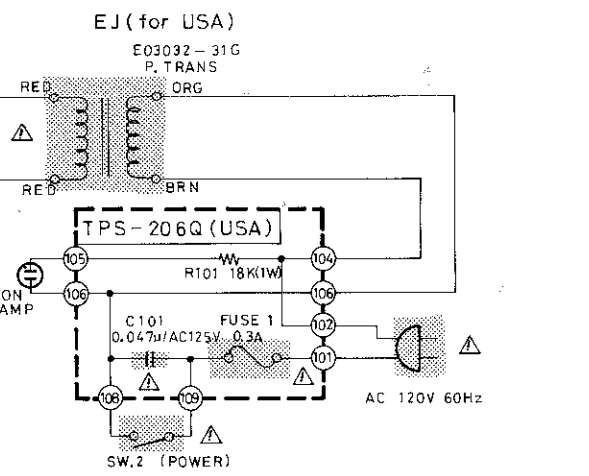 EJ(for USA)
E03032-31G
P. TRANS
RED
ORG
RED
BRN
TPS-206Q (USA)
105
104
R101 18K(1W)
106
106
ON
AMP
102
C101
FUSE 1
0.047u/AC125V 0.3A
101
AC 120V 60Hz
108
109
SW.2 (POWER)